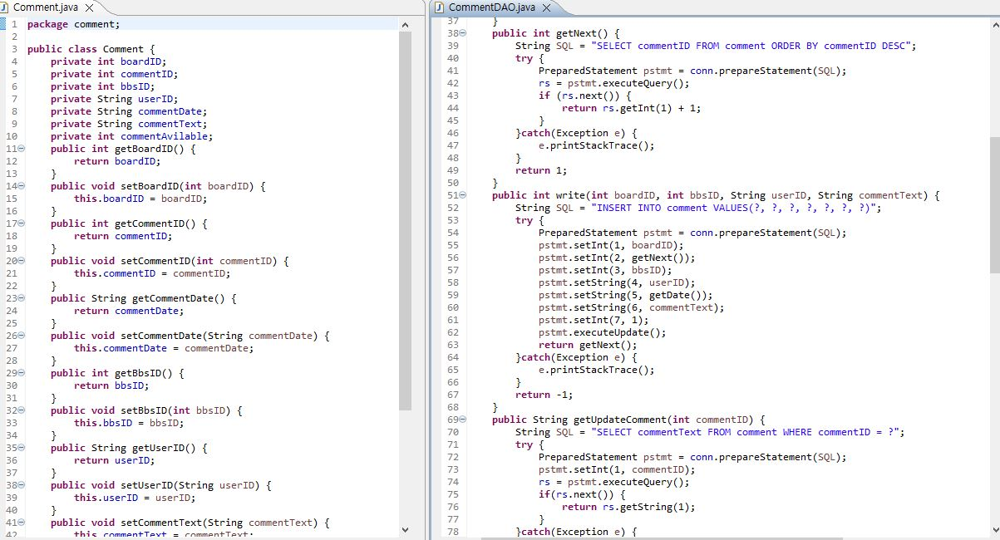 Comment.java
1 package comment;
2
3 public class Comment {
4 private int boardID;
5 private int commentID;
6 private int bbsID;
7 private String userID;
8 private String commentDate;
9 private String commentText;
10 private int commentAvilable;
11 public int getBoardID() {
12 return boardID;
13 }
14 public void setBoardID(int boardID) {
15 this.boardID = boardID;
16 }
17 public int getCommentID() {
18 return commentID;
19 }
20 public void setCommentID(int commentID) {
21 this.commentID = commentID;
22 }
23 public String getCommentDate() {
24 return commentDate;
25 }
26 public void setCommentDate(String commentDate) {
27 this.commentDate = commentDate;
28 }
29 public int getBbsID() {
30 return bbsID;
31 }
32 public void setBbsID(int bbsID) {
33 this.bbsID = bbsID;
34 }
35 public String getUserID() {
36 return userID;
37 }
38 public void setUserID(String userID) {
39 this.userID = userID;
40 }
41 public void setCommentText(String commentText) {
42 this.commentText = commentText;
CommentDAO.java
37 }
38 public int getNext() {
39 String SQL = "SELECT commentID FROM comment ORDER BY commentID DESC";
40 try {
41 PreparedStatement pstmt = conn.prepareStatement(SQL);
42 rs = pstmt.executeQuery();
43 if (rs.next()) {
44 return rs.getInt(1) + 1;
45 }
46 }catch(Exception e) {
47 e.printStackTrace();
48 }
49 return 1;
50 }
51 public int write(int boardID, int bbsID, String userID, String commentText) {
52 String SQL = "INSERT INTO comment VALUES(?, ?, ?, ?, ?, ?, ?)";
53 try {
54 PreparedStatement pstmt = conn.prepareStatement(SQL);
55 pstmt.setInt(1, boardID);
56 pstmt.setInt(2, getNext());
57 pstmt.setInt(3, bbsID);
58 pstmt.setString(4, userID);
59 pstmt.setString(5, getDate());
60 pstmt.setString(6, commentText);
61 pstmt.setInt(7, 1);
62 pstmt.executeUpdate();
63 return getNext();
64 }catch(Exception e) {
65 e.printStackTrace();
66 }
67 return -1;
68 }
69 public String getUpdateComment(int commentID) {
70 String SQL = "SELECT commentText FROM comment WHERE commentID = ?";
71 try {
72 PreparedStatement pstmt = conn.prepareStatement(SQL);
73 pstmt.setInt(1, commentID);
74 rs = pstmt.executeQuery();
75 if(rs.next()) {
76 return rs.getString(1);
77 }
78 }catch(Exception e) {